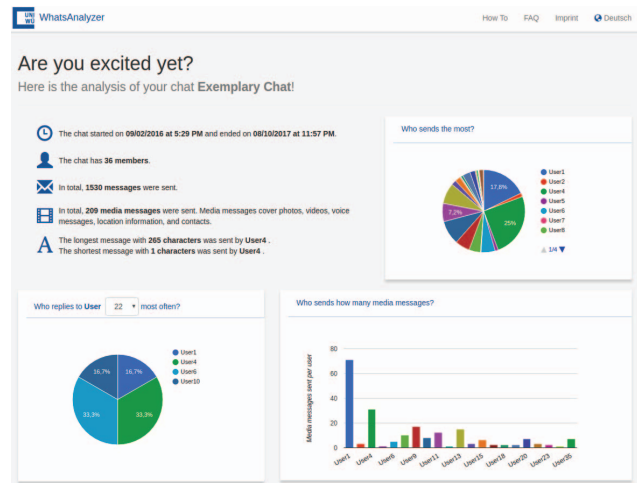 UNI
WÜ
WhatsAnalyzer
How To FAQ Imprint Deutsch
Are you excited yet?
Here is the analysis of your chat Exemplary Chat!
The chat started on 09/02/2016 at 5:29 PM and ended on 08/10/2017 at 11:57 PM.
The chat has 36 members.
In total, 1530 messages were sent.
In total, 209 media messages were sent. Media messages cover photos, videos, voice
messages, location information, and contacts.
A
The longest message with 265 characters was sent by User4 .
The shortest message with 1 characters was sent by User4 .
Who sends the most?
17,8%
25%
7,2%
User1
User2
User4
User5
User6
User7
User8
1/4
Who replies to User 22 most often?
16,7%
16,7%
33,3%
33,3%
User1
User4
User6
User10
Who sends how many media messages?
Media messages sent per user
80
60
40
20
0
User1
User4
User6
User9
User11
User13
User15
User18
User20
User23
User35